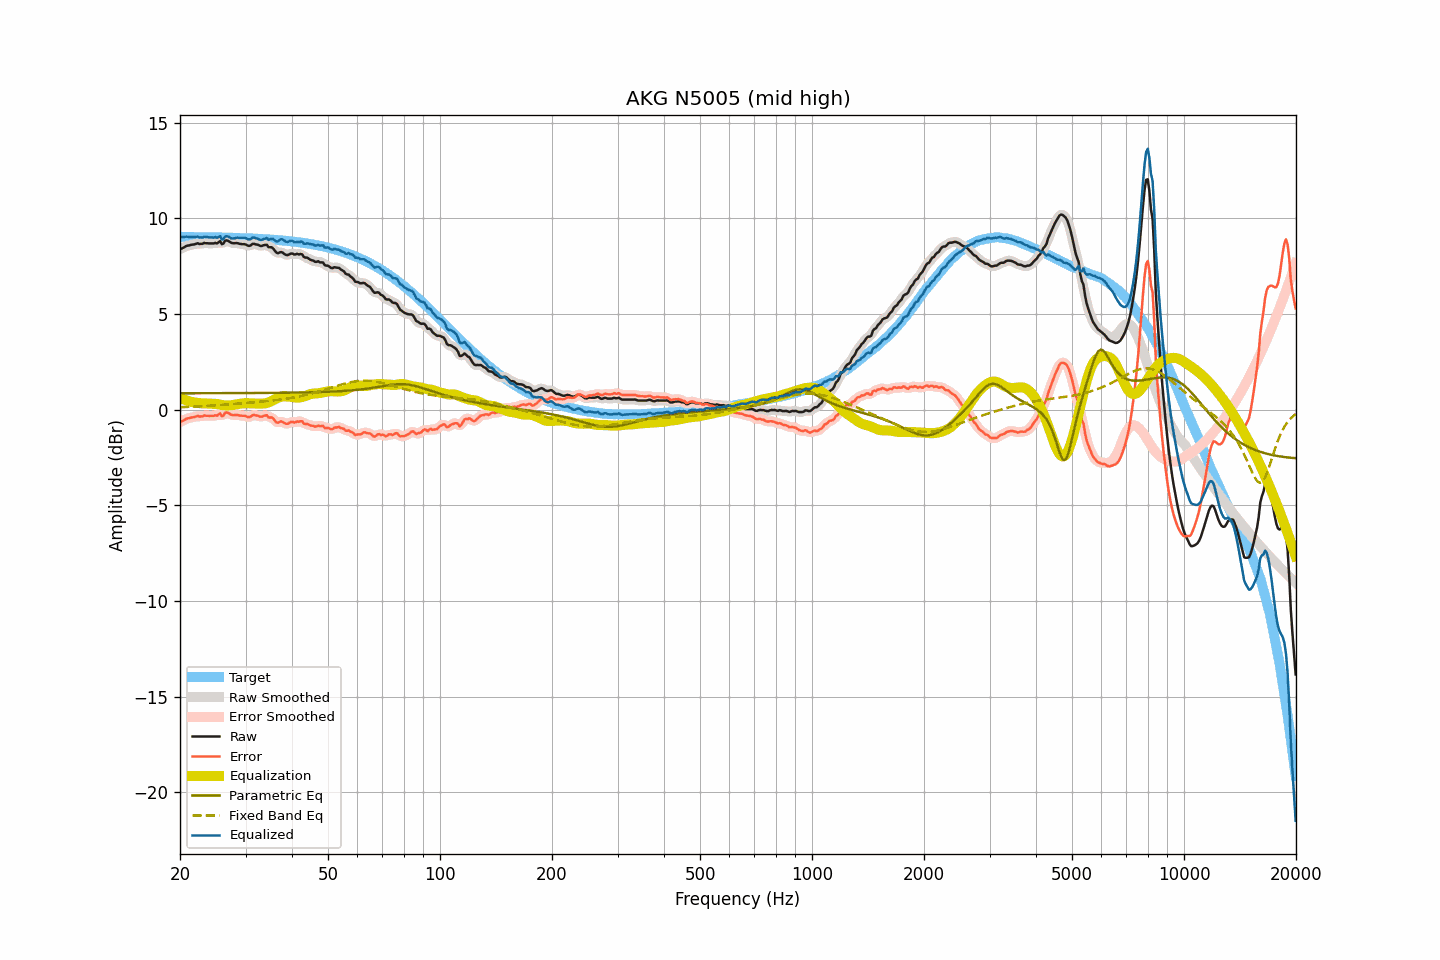 AKG N5005 (mid high)
15
10
5
0
−5
−10
−15
−20
Amplitude (dBr)
Target
Raw Smoothed
Error Smoothed
Raw
Error
Equalization
Parametric Eq
Fixed Band Eq
Equalized
20 50 100 200 500 1000 2000 5000 10000 20000
Frequency (Hz)